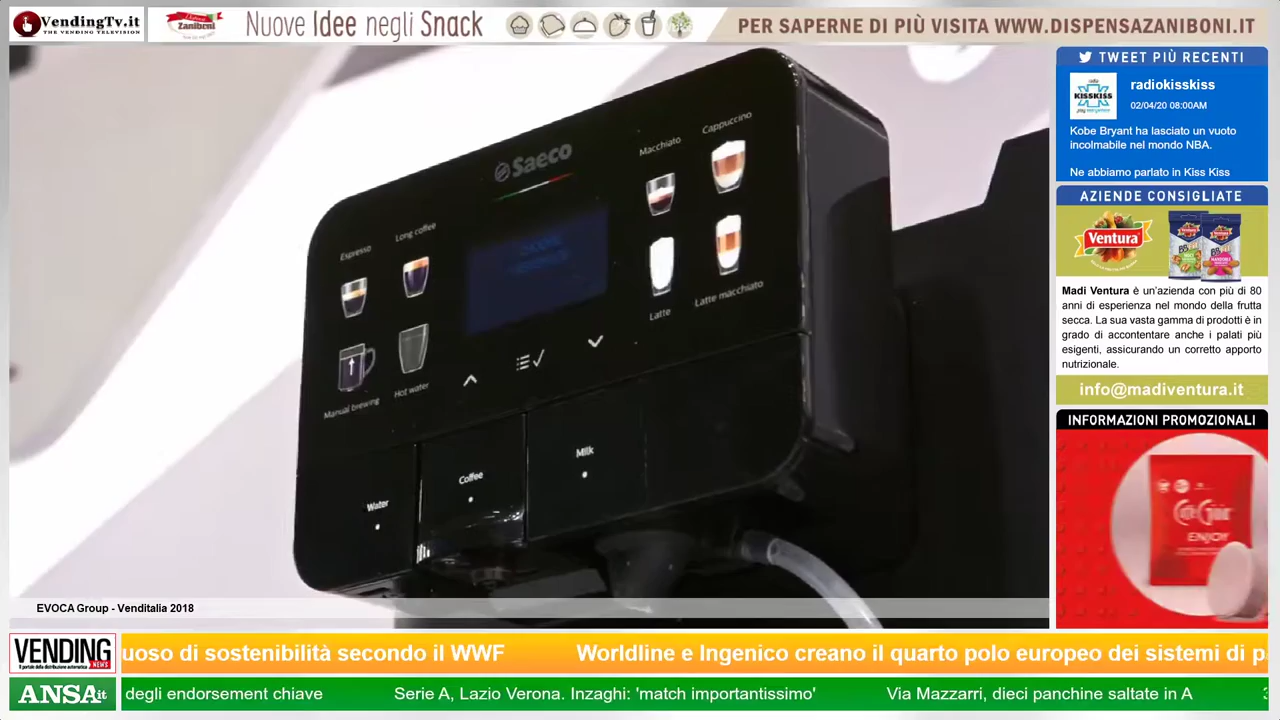 VendingTv.it
THE VENDING TELEVISION
Zaniboni
Nuove Idee negli Snack
PER SAPERNE DI PIÙ VISITA WWW.DISPENSAZANIBONI.IT
Saeco
Espresso
Long coffee
Macchiato
Cappuccino
Manual brewing
Hot water
Latte
Latte macchiato
Water
Coffee
Milk
EVOCA Group - Venditalia 2018
TWEET PIÙ RECENTI
KISSKISS
radiokisskiss
02/04/20 08:00AM
Kobe Bryant ha lasciato un vuoto
incolmabile nel mondo NBA.
Ne abbiamo parlato in Kiss Kiss
AZIENDE CONSIGLIATE
Ventura
Madi Ventura è un'azienda con più di 80
anni di esperienza nel mondo della frutta
secca. La sua vasta gamma di prodotti è in
grado di accontentare anche i palati più
esigenti, assicurando un corretto apporto
nutrizionale.
info@madiventura.it
INFORMAZIONI PROMOZIONALI
ENJOY
VENDING
NEWS
Il portale della distribuzione automatica
uoso di sostenibilità secondo il WWF
Worldline e Ingenico creano il quarto polo europeo dei sistemi di p
ANSA.it
degli endorsement chiave
Serie A, Lazio Verona. Inzaghi: 'match importantissimo'
Via Mazzarri, dieci panchine saltate in A